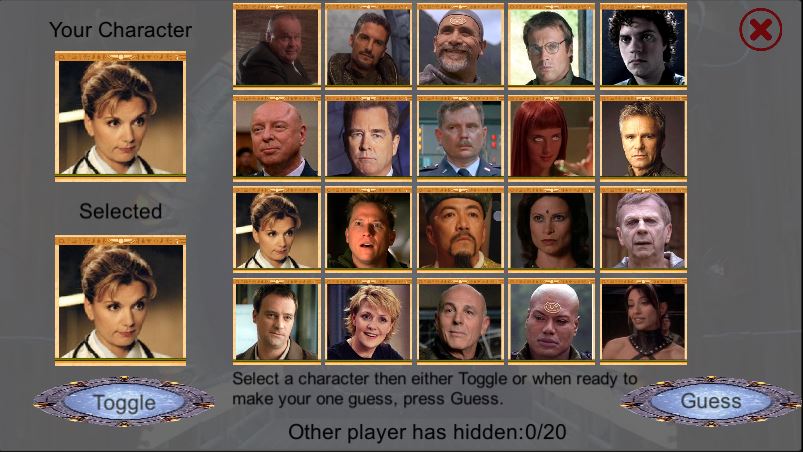 Your Character
Selected
Toggle
Select a character then either Toggle or when ready to
make your one guess, press Guess.
Guess
Other player has hidden:0/20